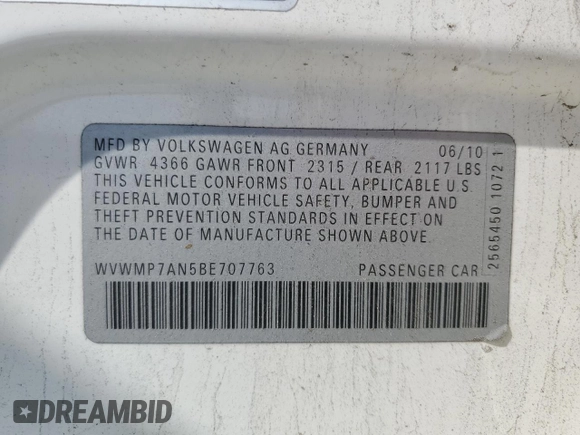 MFD BY VOLKSWAGEN AG GERMANY 06/10
GVWR 4366 GAWR FRONT 2315 / REAR 2117 LBS
THIS VEHICLE CONFORMS TO ALL APPLICABLE U.S.
FEDERAL MOTOR VEHICLE SAFETY, BUMPER AND
THEFT PREVENTION STANDARDS IN EFFECT ON
THE DATE OF MANUFACTURE SHOWN ABOVE.
WVWMP7AN5BE707763 PASSENGER CAR
2565450 1072 1
DREAMBID